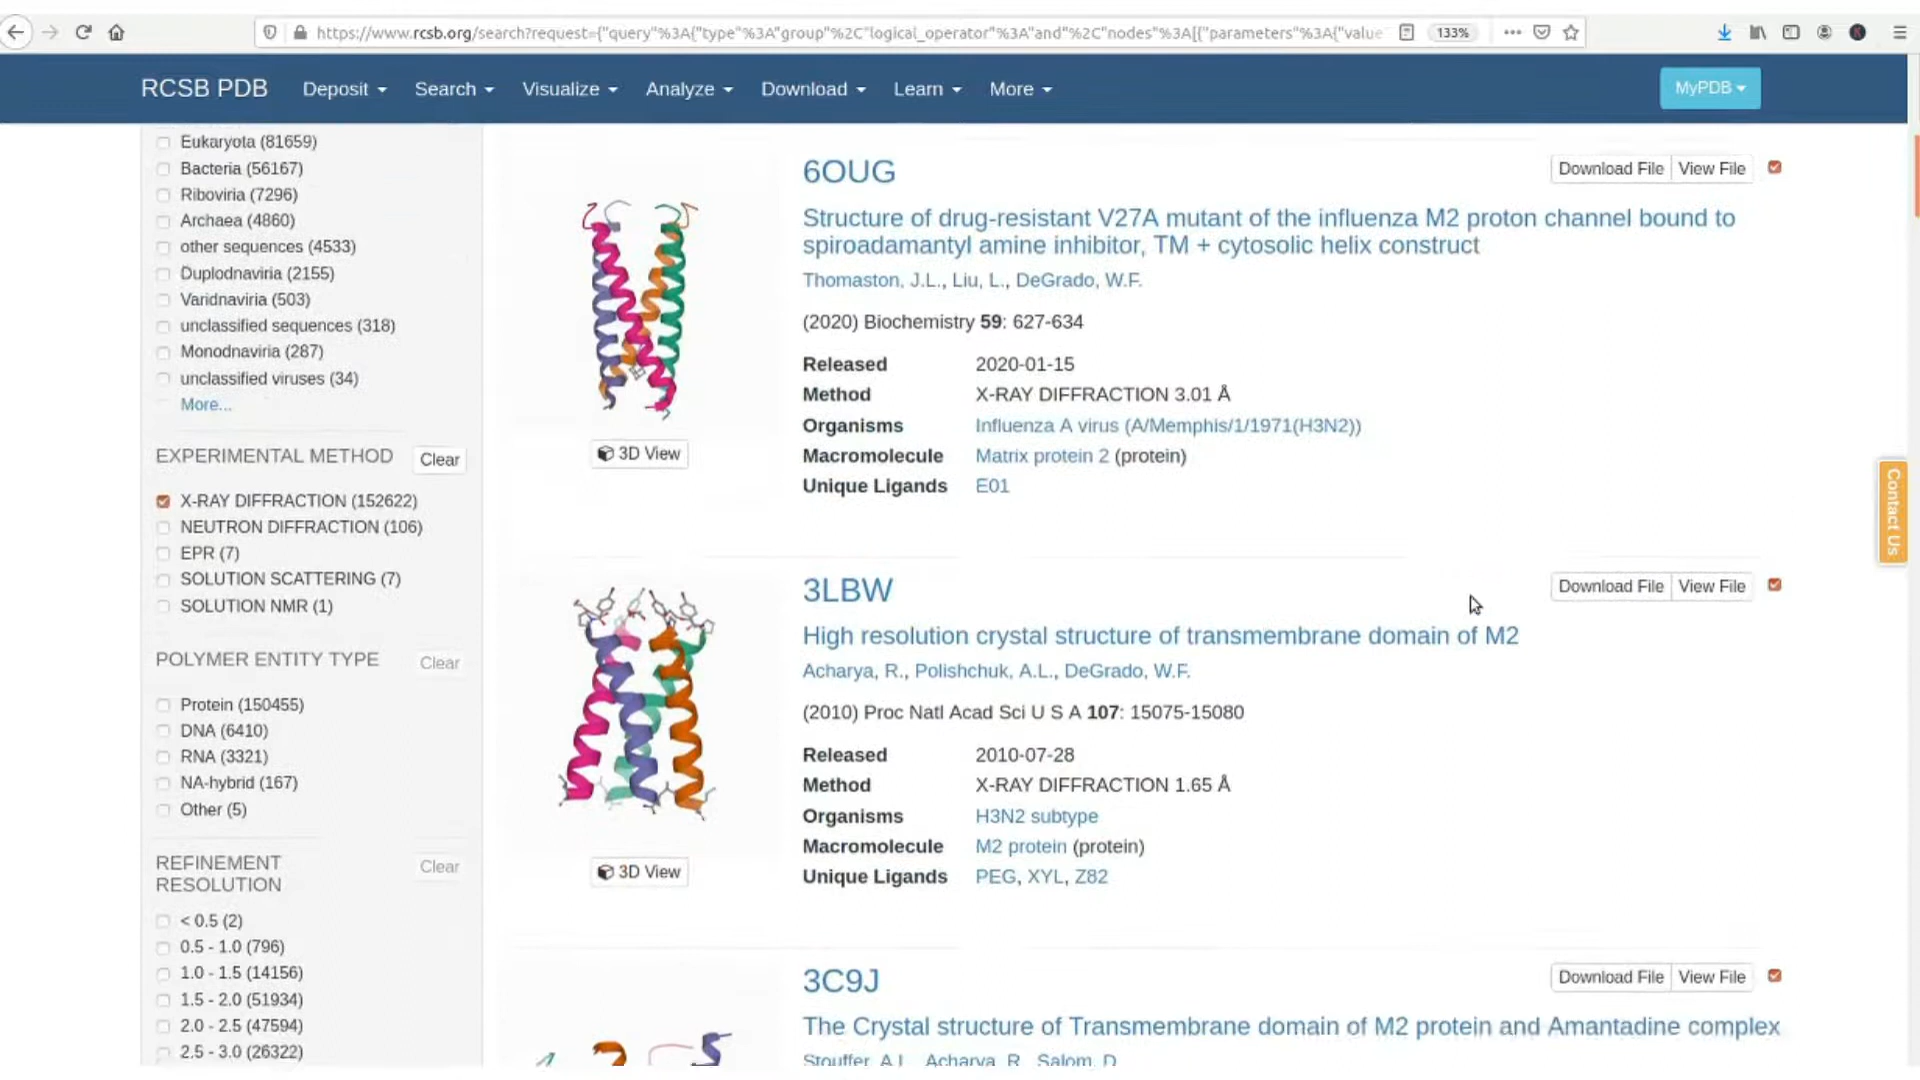 https://www.rcsb.org/search?request={"query"%3A{"type"%3A"group"%2C"logical_operator"%3A"and"%2C"nodes"%3A[{"parameters"%3A{"value"
133%
RCSB PDB
Deposit
Search
Visualize
Analyze
Download
Learn
More
MyPDB
Eukaryota (81659)
Bacteria (56167)
Riboviria (7296)
Archaea (4860)
other sequences (4533)
Duplodnaviria (2155)
Varidnaviria (503)
unclassified sequences (318)
Monodnaviria (287)
unclassified viruses (34)
More...
EXPERIMENTAL METHOD
Clear
X-RAY DIFFRACTION (152622)
NEUTRON DIFFRACTION (106)
EPR (7)
SOLUTION SCATTERING (7)
SOLUTION NMR (1)
POLYMER ENTITY TYPE
Clear
Protein (150455)
DNA (6410)
RNA (3321)
NA-hybrid (167)
Other (5)
REFINEMENT
RESOLUTION
Clear
< 0.5 (2)
0.5 - 1.0 (796)
1.0 - 1.5 (14156)
1.5 - 2.0 (51934)
2.0 - 2.5 (47594)
2.5 - 3.0 (26322)
3D View
6OUG
Download File
View File
Structure of drug-resistant V27A mutant of the influenza M2 proton channel bound to
spiroadamantyl amine inhibitor, TM + cytosolic helix construct
Thomaston, J.L., Liu, L., DeGrado, W.F.
(2020) Biochemistry 59: 627-634
Released 2020-01-15
Method X-RAY DIFFRACTION 3.01 Å
Organisms Influenza A virus (A/Memphis/1/1971(H3N2))
Macromolecule Matrix protein 2 (protein)
Unique Ligands E01
3D View
3LBW
Download File
View File
High resolution crystal structure of transmembrane domain of M2
Acharya, R., Polishchuk, A.L., DeGrado, W.F.
(2010) Proc Natl Acad Sci U S A 107: 15075-15080
Released 2010-07-28
Method X-RAY DIFFRACTION 1.65 Å
Organisms H3N2 subtype
Macromolecule M2 protein (protein)
Unique Ligands PEG, XYL, Z82
3C9J
Download File
View File
The Crystal structure of Transmembrane domain of M2 protein and Amantadine complex
Stouffer, A.L., Acharya, R., Salom, D.
Contact Us